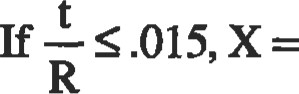 If t/R ≤ .015, X =